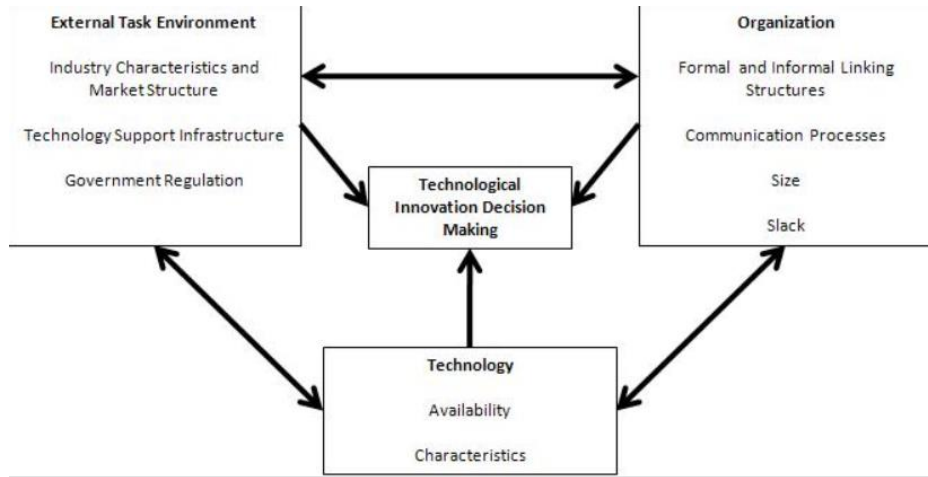 External Task Environment
Industry Characteristics and
Market Structure
Technology Support Infrastructure
Government Regulation
Organization
Formal and Informal Linking
Structures
Communication Processes
Size
Slack
Technological
Innovation Decision
Making
Technology
Availability
Characteristics